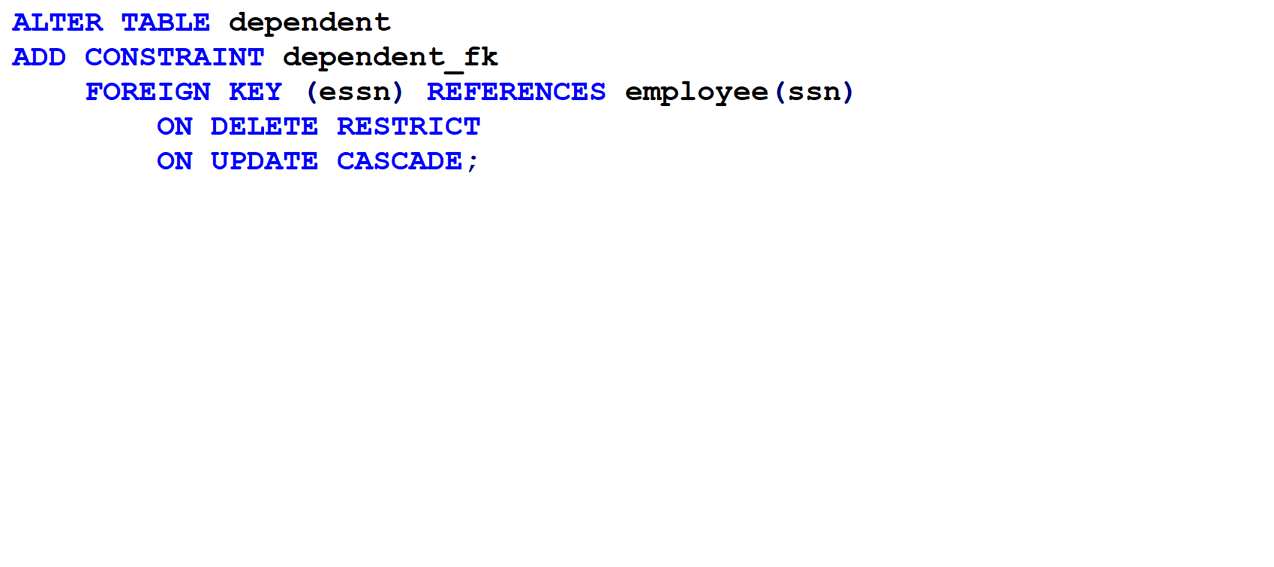 ALTER TABLE dependent
ADD CONSTRAINT dependent_fk
FOREIGN KEY (essn) REFERENCES employee(ssn)
ON DELETE RESTRICT
ON UPDATE CASCADE;